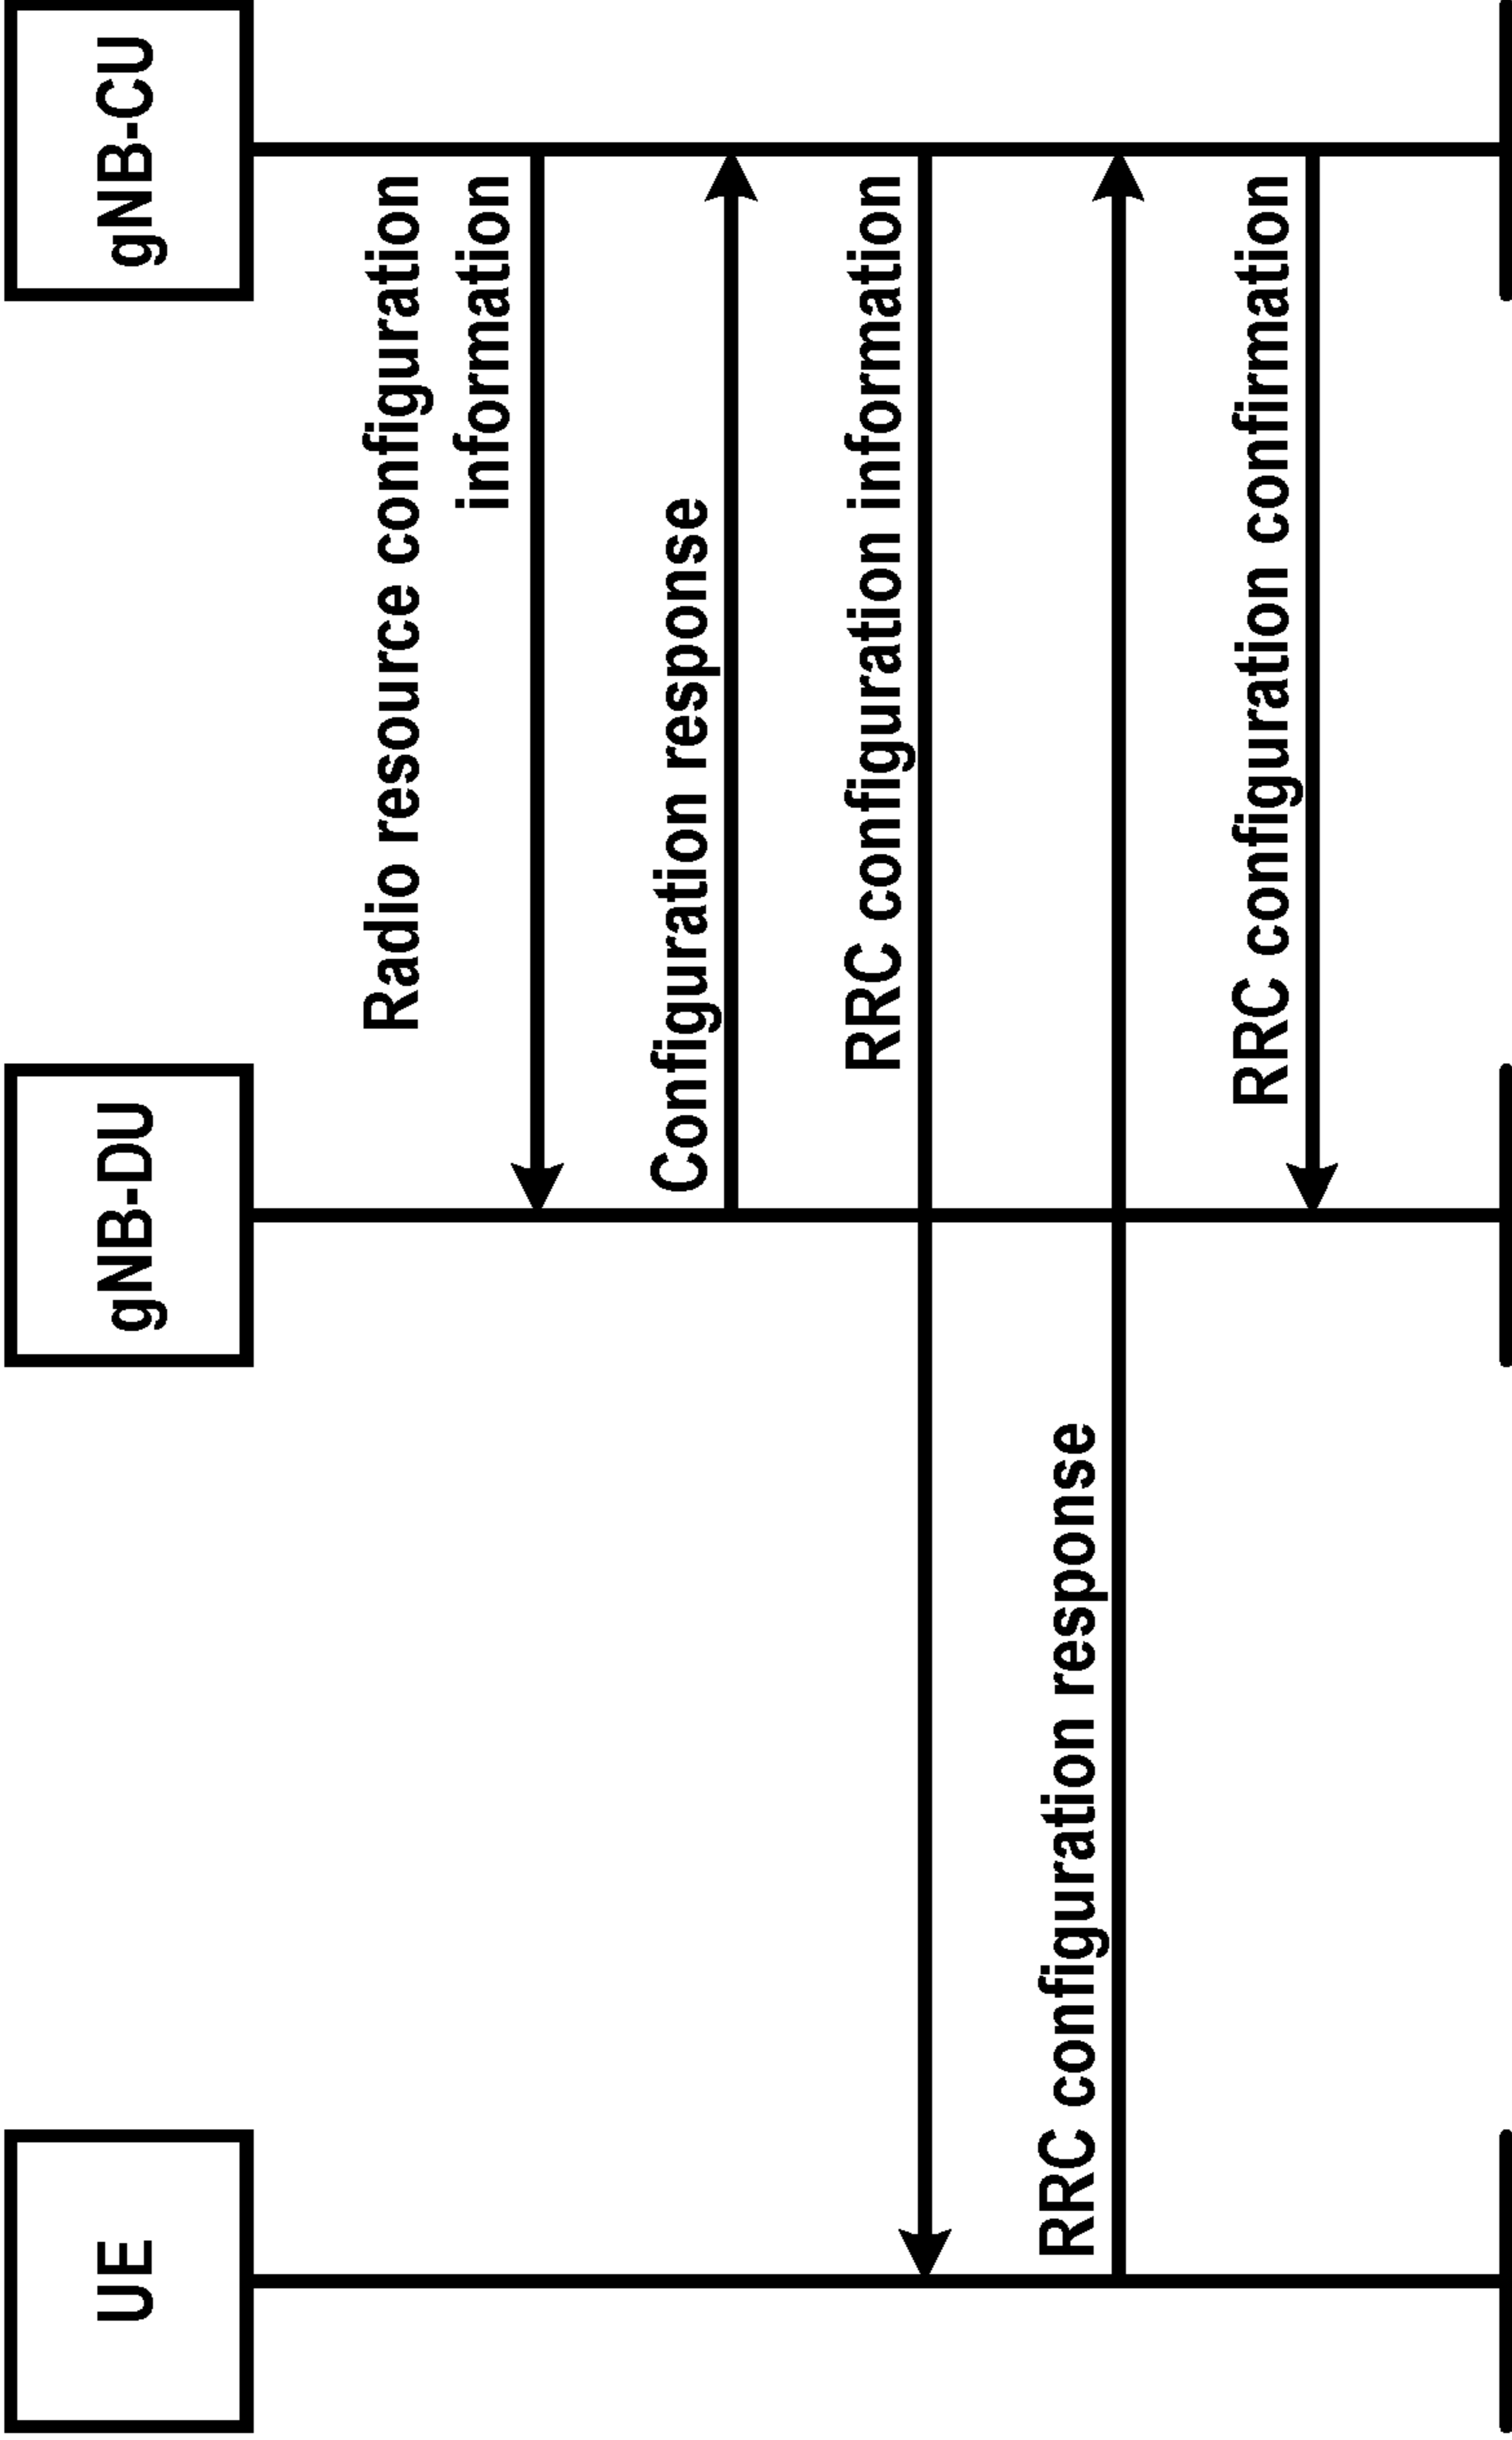 UE
gNB-DU
gNB-CU
Radio resource configuration
information
Configuration response
RRC configuration information
RRC configuration response
RRC configuration confirmation